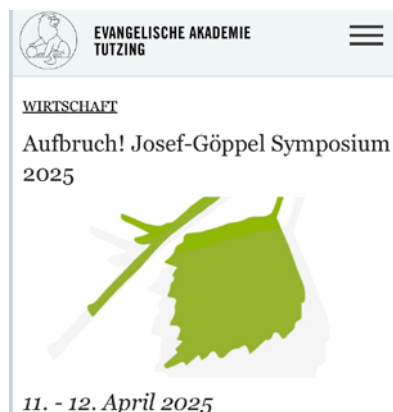 EVANGELISCHE AKADEMIE
TUTZING
WIRTSCHAFT
Aufbruch! Josef-Göppel Symposium
2025
11. - 12. April 2025